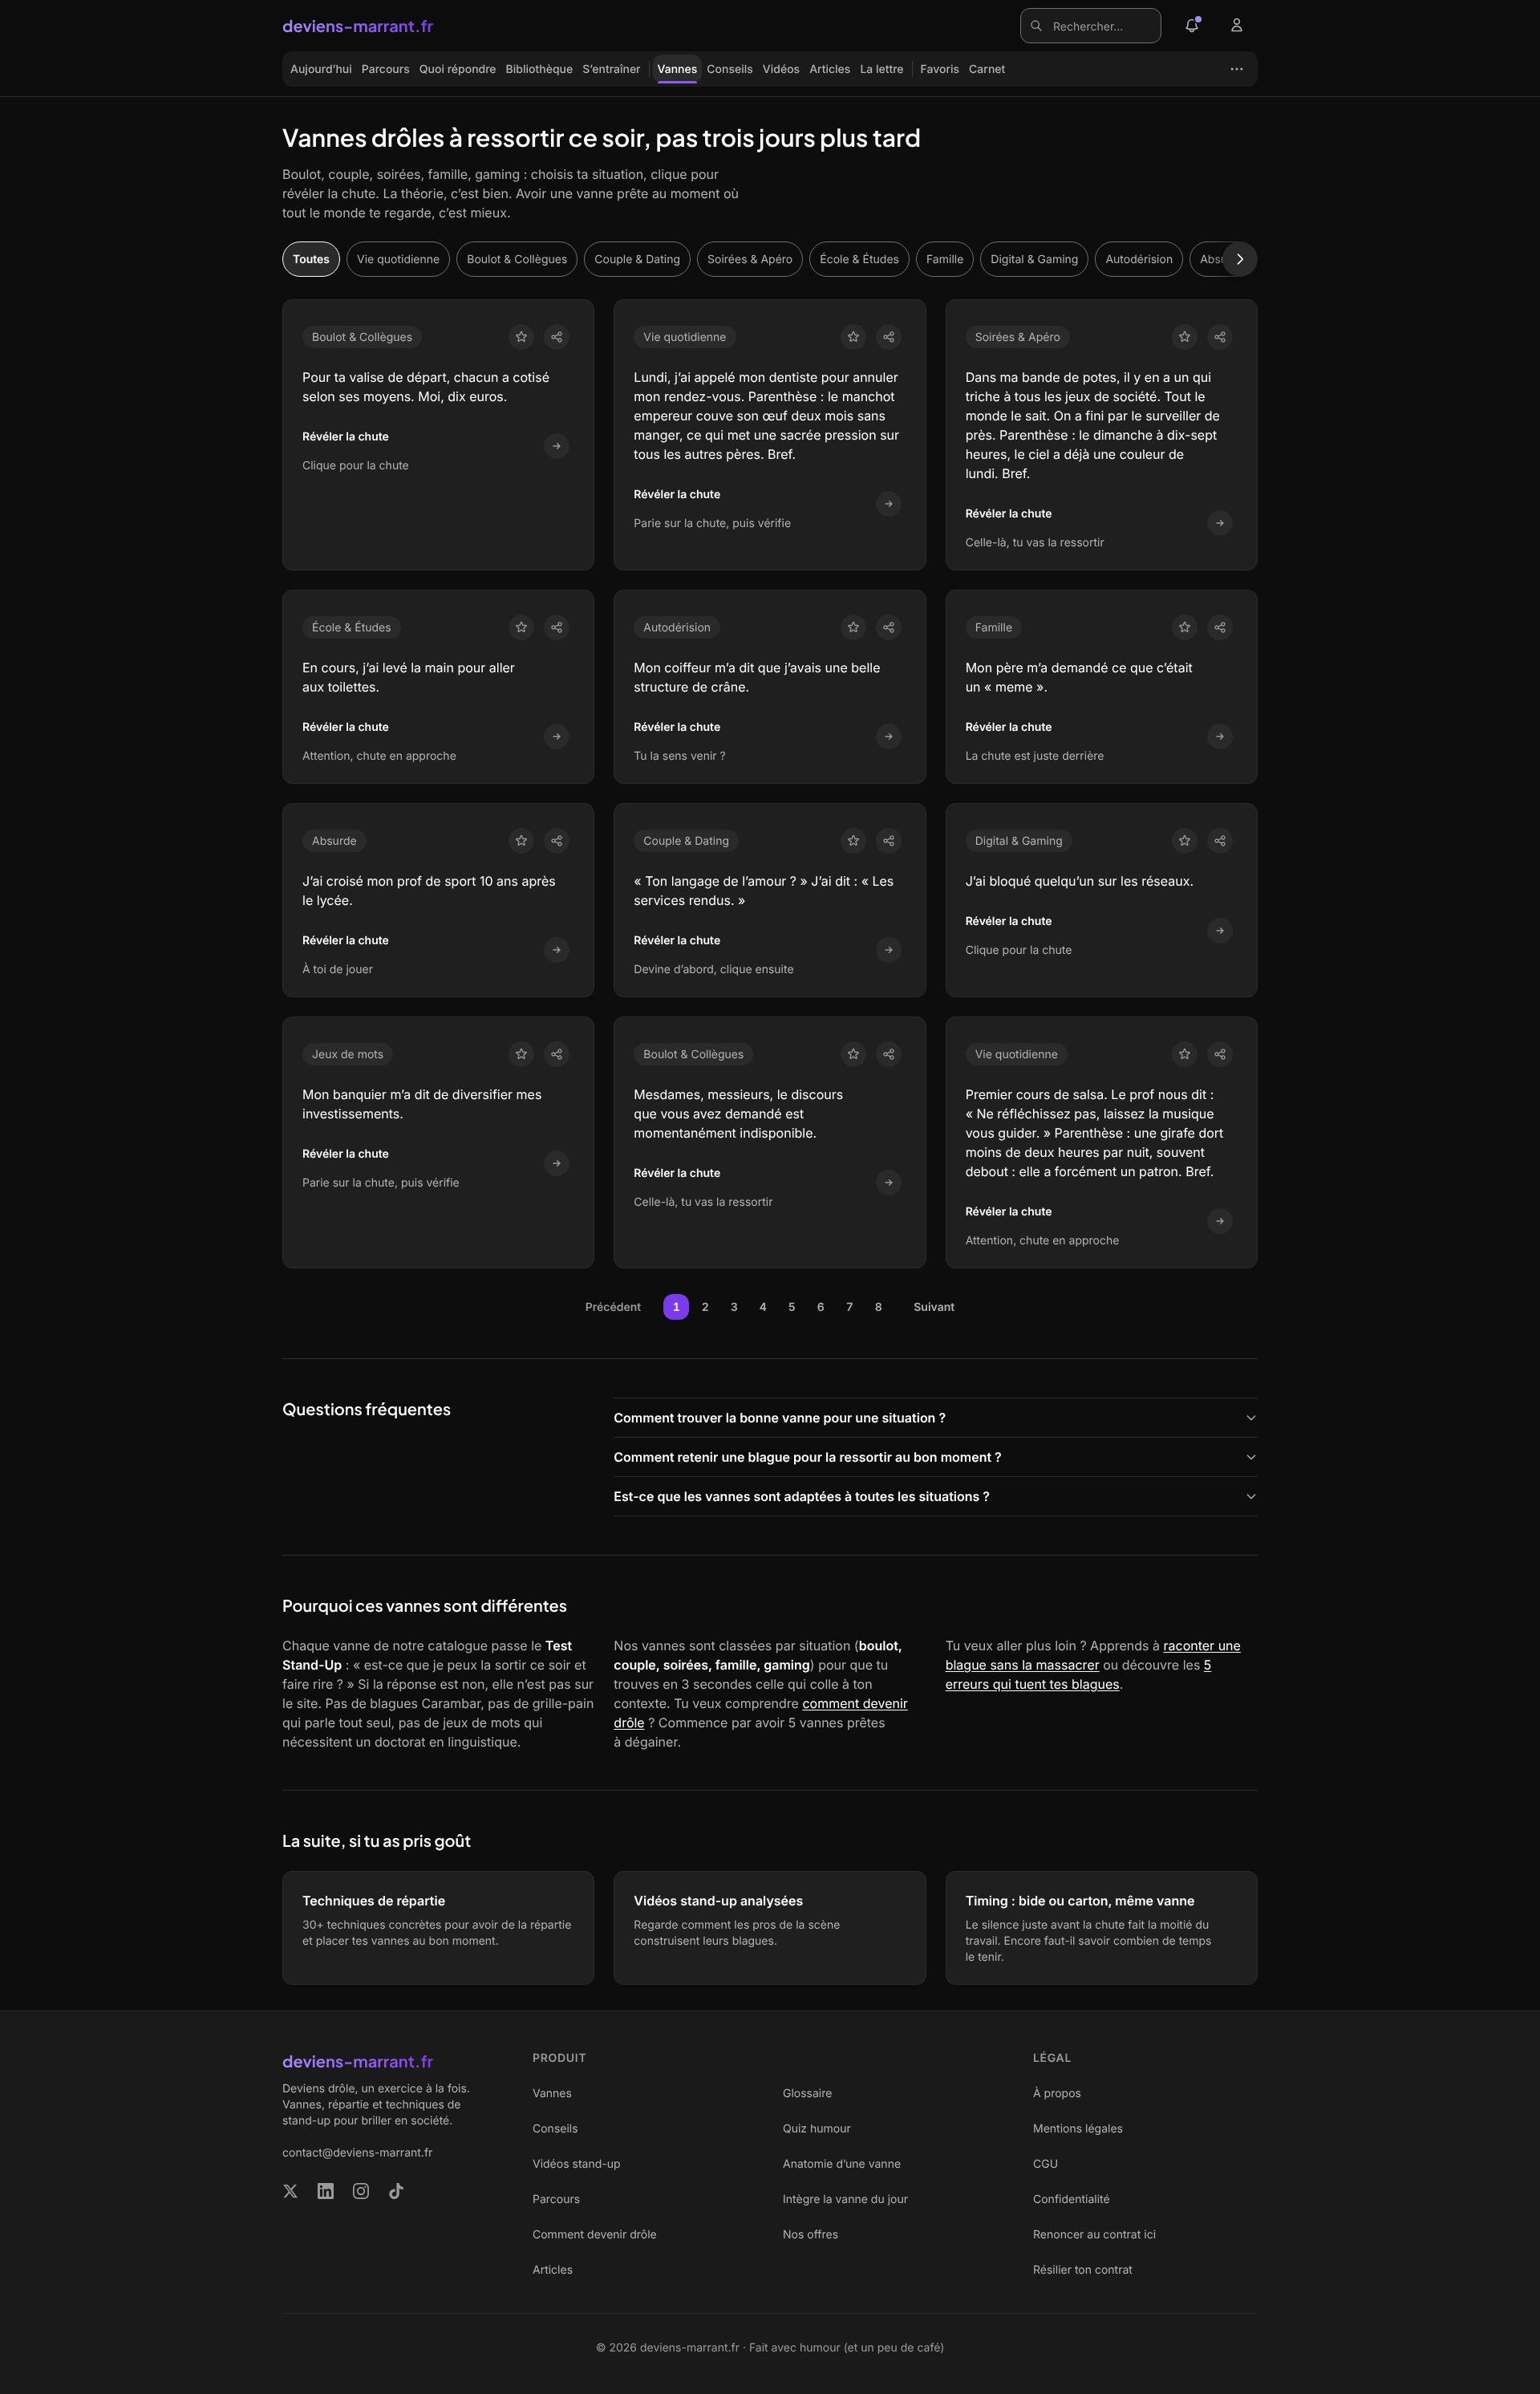 deviens-marrant.fr
Rechercher...
Aujourd’hui Parcours Quoi répondre Bibliothèque S’entraîner Vannes Conseils Vidéos Articles La lettre Favoris Carnet
Vannes drôles à ressortir ce soir, pas trois jours plus tard
Boulot, couple, soirées, famille, gaming : choisis ta situation, clique pour
révéler la chute. La théorie, c’est bien. Avoir une vanne prête au moment où
tout le monde te regarde, c’est mieux.
Toutes Vie quotidienne Boulot & Collègues Couple & Dating Soirées & Apéro École & Études Famille Digital & Gaming Autodérision
Boulot & Collègues
Pour ta valise de départ, chacun a cotisé
selon ses moyens. Moi, dix euros.
Révéler la chute
Clique pour la chute
Vie quotidienne
Lundi, j’ai appelé mon dentiste pour annuler
mon rendez-vous. Parenthèse : le manchot
empereur couve son œuf deux mois sans
manger, ce qui met une sacrée pression sur
tous les autres pères. Bref.
Révéler la chute
Parie sur la chute, puis vérifie
Soirées & Apéro
Dans ma bande de potes, il y en a un qui
triche à tous les jeux de société. Tout le
monde le sait. On a fini par le surveiller de
près. Parenthèse : le dimanche à dix-sept
heures, le ciel a déjà une couleur de
lundi. Bref.
Révéler la chute
Celle-là, tu vas la ressortir
École & Études
En cours, j’ai levé la main pour aller
aux toilettes.
Révéler la chute
Attention, chute en approche
Autodérision
Mon coiffeur m’a dit que j’avais une belle
structure de crâne.
Révéler la chute
Tu la sens venir ?
Famille
Mon père m’a demandé ce que c’était
un « meme ».
Révéler la chute
La chute est juste derrière
Absurde
J’ai croisé mon prof de sport 10 ans après
le lycée.
Révéler la chute
À toi de jouer
Couple & Dating
« Ton langage de l’amour ? » J’ai dit : « Les
services rendus. »
Révéler la chute
Devine d’abord, clique ensuite
Digital & Gaming
J’ai bloqué quelqu’un sur les réseaux.
Révéler la chute
Clique pour la chute
Jeux de mots
Mon banquier m’a dit de diversifier mes
investissements.
Révéler la chute
Parie sur la chute, puis vérifie
Boulot & Collègues
Mesdames, messieurs, le discours
que vous avez demandé est
momentanément indisponible.
Révéler la chute
Celle-là, tu vas la ressortir
Vie quotidienne
Premier cours de salsa. Le prof nous dit :
« Ne réfléchissez pas, laissez la musique
vous guider. » Parenthèse : une girafe dort
moins de deux heures par nuit, souvent
debout : elle a forcément un patron. Bref.
Révéler la chute
Attention, chute en approche
Précédent 1 2 3 4 5 6 7 8 Suivant
Questions fréquentes
Comment trouver la bonne vanne pour une situation ?
Comment retenir une blague pour la ressortir au bon moment ?
Est-ce que les vannes sont adaptées à toutes les situations ?
Pourquoi ces vannes sont différentes
Chaque vanne de notre catalogue passe le Test
Stand-Up : « est-ce que je peux la sortir ce soir et
faire rire ? » Si la réponse est non, elle n’est pas sur
le site. Pas de blagues Carambar, pas de grille-pain
qui parle tout seul, pas de jeux de mots qui
nécessitent un doctorat en linguistique.
Nos vannes sont classées par situation (boulot,
couple, soirées, famille, gaming) pour que tu
trouves en 3 secondes celle qui colle à ton
contexte. Tu veux comprendre comment devenir
drôle ? Commence par avoir 5 vannes prêtes
à dégainer.
Tu veux aller plus loin ? Apprends à raconter une
blague sans la massacrer ou découvre les 5
erreurs qui tuent tes blagues.
La suite, si tu as pris goût
Techniques de répartie
30+ techniques concrètes pour avoir de la répartie
et placer tes vannes au bon moment.
Vidéos stand-up analysées
Regarde comment les pros de la scène
construisent leurs blagues.
Timing : bide ou carton, même vanne
Le silence juste avant la chute fait la moitié du
travail. Encore faut-il savoir combien de temps
le tenir.
deviens-marrant.fr
Deviens drôle, un exercice à la fois.
Vannes, répartie et techniques de
stand-up pour briller en société.
contact@deviens-marrant.fr
PRODUIT
Vannes
Conseils
Vidéos stand-up
Parcours
Comment devenir drôle
Articles
Glossaire
Quiz humour
Anatomie d’une vanne
Intègre la vanne du jour
Nos offres
LÉGAL
À propos
Mentions légales
CGU
Confidentialité
Renoncer au contrat ici
Résilier ton contrat
© 2026 deviens-marrant.fr · Fait avec humour (et un peu de café)